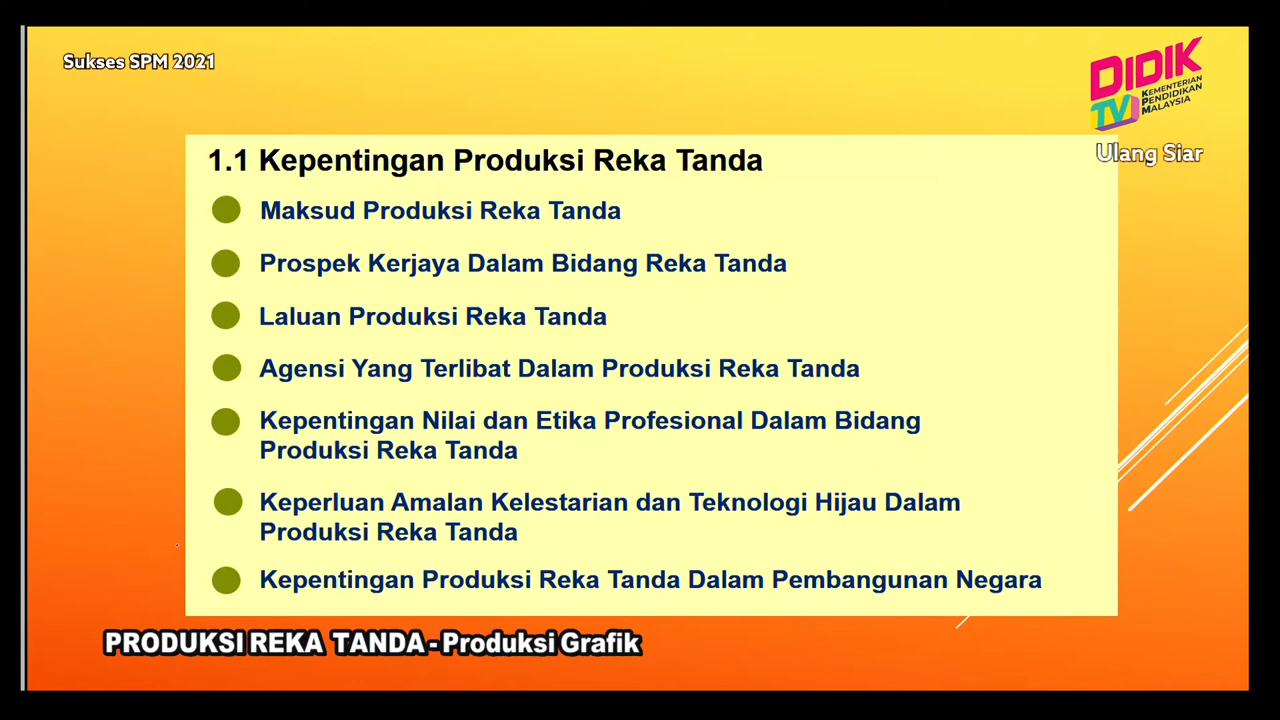 Sukses SPM 2021
DIDIK
TV
KEMENTERIAN
PENDIDIKAN
MALAYSIA
Ulang Siar
1.1 Kepentingan Produksi Reka Tanda
Maksud Produksi Reka Tanda
Prospek Kerjaya Dalam Bidang Reka Tanda
Laluan Produksi Reka Tanda
Agensi Yang Terlibat Dalam Produksi Reka Tanda
Kepentingan Nilai dan Etika Profesional Dalam Bidang
Produksi Reka Tanda
Keperluan Amalan Kelestarian dan Teknologi Hijau Dalam
Produksi Reka Tanda
Kepentingan Produksi Reka Tanda Dalam Pembangunan Negara
PRODUKSI REKA TANDA - Produksi Grafik